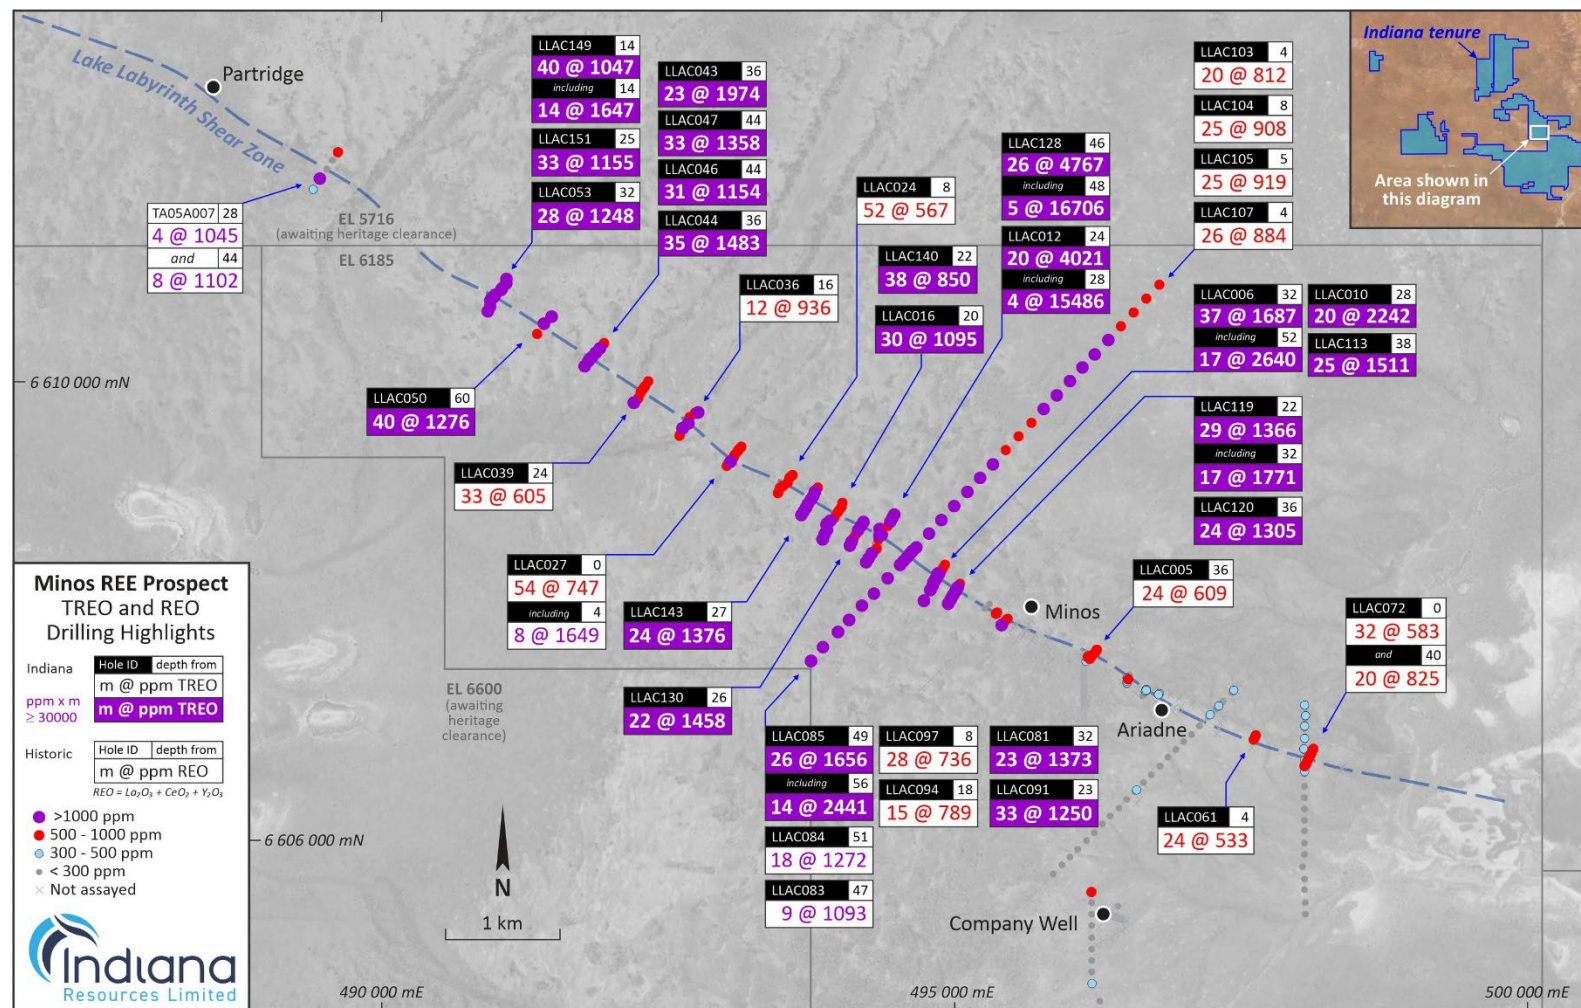 Lake Labyrinth Shear Zone
Partridge
TA05A007 28
4 @ 1045
and 44
8 @ 1102
EL 5716
(awaiting heritage clearance)
EL 6185
LLAC149 14
40 @ 1047
including 14
14 @ 1647
LLAC151 25
33 @ 1155
LLAC053 32
28 @ 1248
LLAC043 36
23 @ 1974
LLAC047 44
33 @ 1358
LLAC046 44
31 @ 1154
LLAC044 36
35 @ 1483
LLAC036 16
12 @ 936
LLAC024 8
52 @ 567
LLAC140 22
38 @ 850
LLAC016 20
30 @ 1095
LLAC128 46
26 @ 4767
including 48
5 @ 16706
LLAC012 24
20 @ 4021
including 28
4 @ 15486
LLAC103 4
20 @ 812
LLAC104 8
25 @ 908
LLAC105 5
25 @ 919
LLAC107 4
26 @ 884
Indiana tenure
Area shown in
this diagram
LLAC006 32
37 @ 1687
including 52
17 @ 2640
LLAC010 28
20 @ 2242
LLAC113 38
25 @ 1511
LLAC119 22
29 @ 1366
including 32
17 @ 1771
LLAC120 36
24 @ 1305
6 610 000 mN
LLAC050 60
40 @ 1276
LLAC039 24
33 @ 605
LLAC027 0
54 @ 747
including 4
8 @ 1649
LLAC143 27
24 @ 1376
LLAC130 26
22 @ 1458
EL 6600
(awaiting
heritage
clearance)
Minos
LLAC005 36
24 @ 609
LLAC072 0
32 @ 583
and 40
20 @ 825
Ariadne
LLAC085 49
26 @ 1656
including 56
14 @ 2441
LLAC084 51
18 @ 1272
LLAC083 47
9 @ 1093
LLAC097 8
28 @ 736
LLAC094 18
15 @ 789
LLAC081 32
23 @ 1373
LLAC091 23
33 @ 1250
LLAC061 4
24 @ 533
Company Well
6 606 000 mN
N
1 km
490 000 mE
495 000 mE
500 000 mE
Minos REE Prospect
TREO and REO
Drilling Highlights
Indiana
Hole ID depth from
m @ ppm TREO
ppm x m
≥ 30000
m @ ppm TREO
Historic
Hole ID depth from
m @ ppm REO
REO = La₂O₃ + CeO₂ + Y₂O₃
>1000 ppm
500 - 1000 ppm
300 - 500 ppm
< 300 ppm
Not assayed
Indiana
Resources Limited